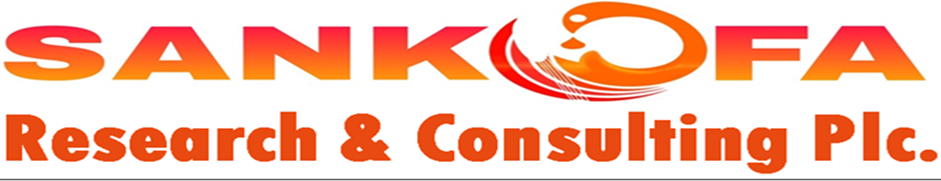 SANKOFA
Research & Consulting Plc.